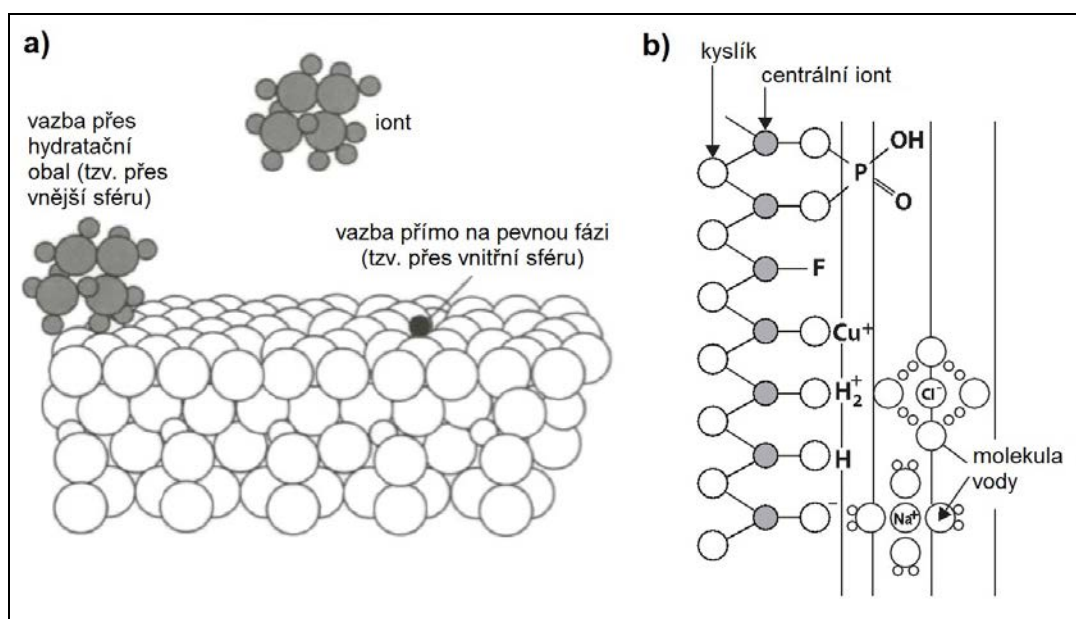 a)
vazba přes
hydratační
obal (tzv. přes
vnější sféru)
iont
vazba přímo na pevnou fázi
(tzv. přes vnitřní sféru)
b)
kyslík
centrální iont
OH
P
O
F
Cu+
H2+
Cl-
H
molekula
vody
-
Na+